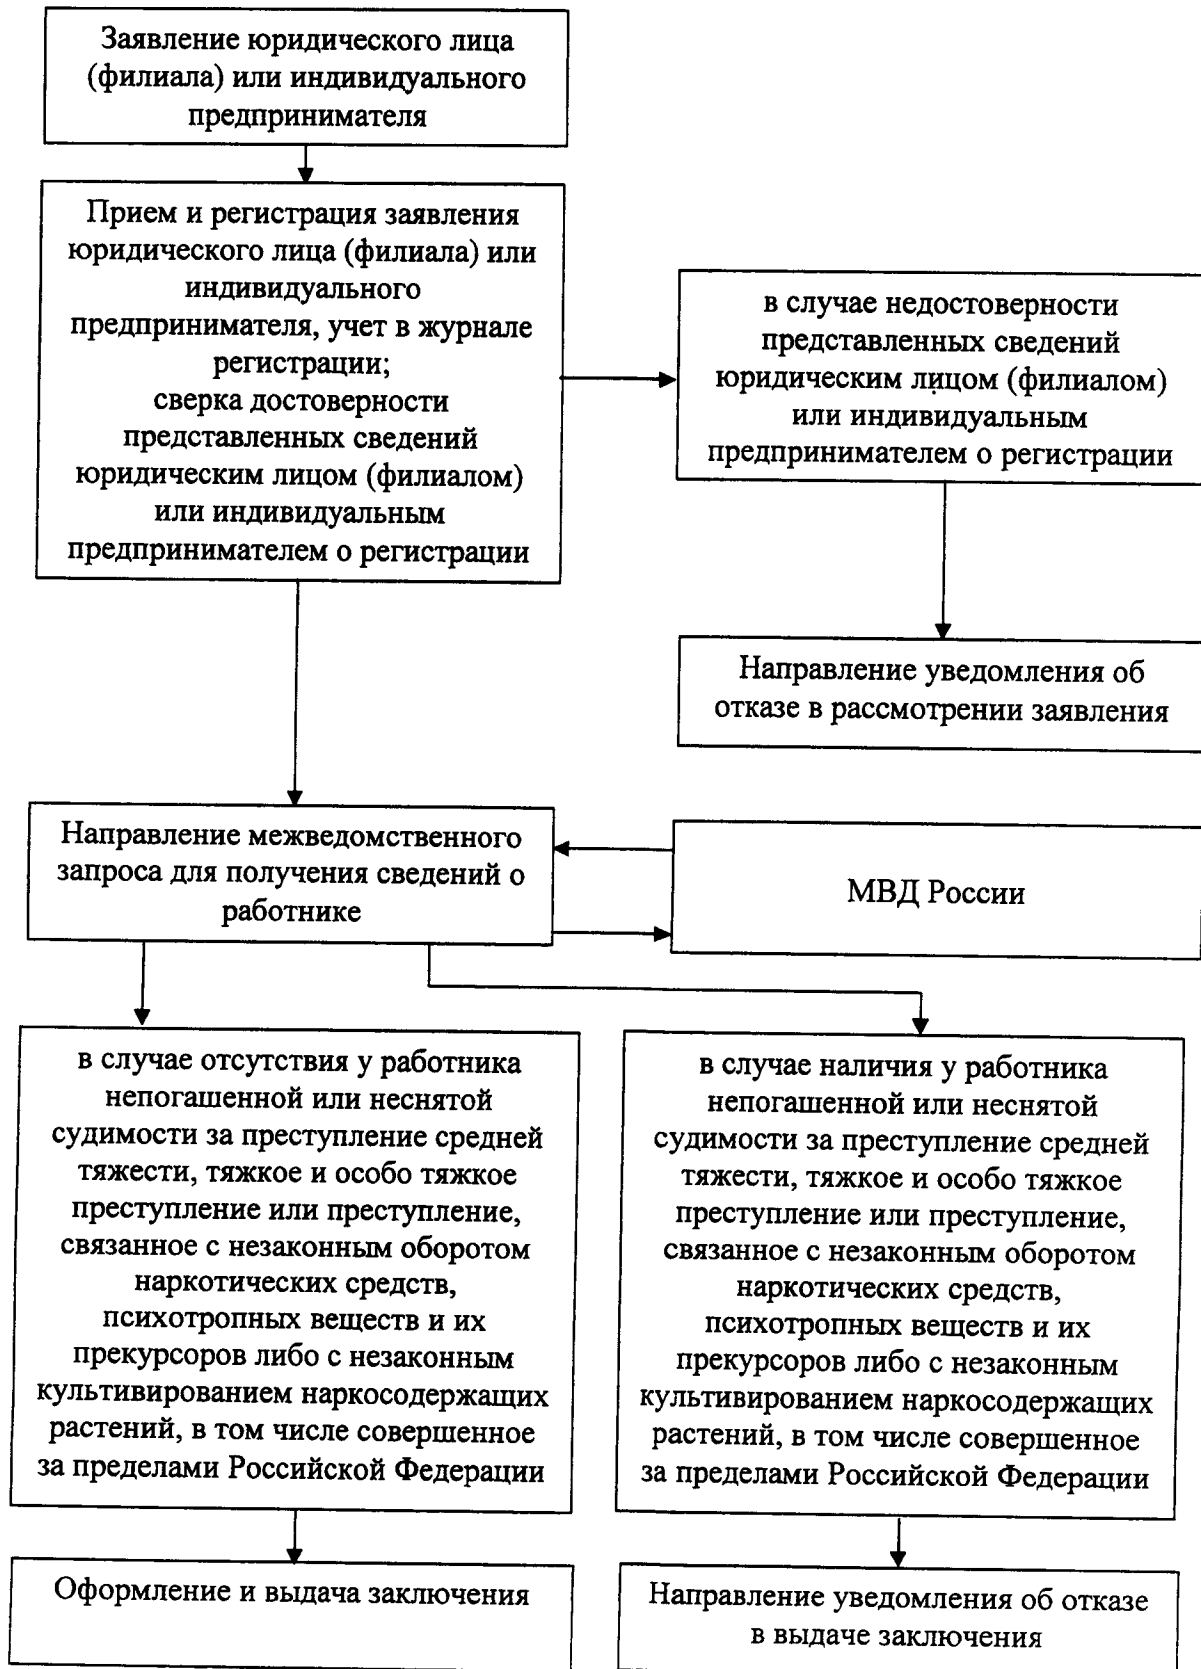 Заявление юридического лица
(филиала) или индивидуального
предпринимателя
Прием и регистрация заявления
юридического лица (филиала) или
индивидуального
предпринимателя, учет в журнале
регистрации;
сверка достоверности
представленных сведений
юридическим лицом (филиалом)
или индивидуальным
предпринимателем о регистрации
в случае недостоверности
представленных сведений
юридическим лицом (филиалом)
или индивидуальным
предпринимателем о регистрации
Направление уведомления об
отказе в рассмотрении заявления
Направление межведомственного
запроса для получения сведений о
работнике
МВД России
в случае отсутствия у работника
непогашенной или неснятой
судимости за преступление средней
тяжести, тяжкое и особо тяжкое
преступление или преступление,
связанное с незаконным оборотом
наркотических средств,
психотропных веществ и их
прекурсоров либо с незаконным
культивированием наркосодержащих
растений, в том числе совершенное
за пределами Российской Федерации
в случае наличия у работника
непогашенной или неснятой
судимости за преступление средней
тяжести, тяжкое и особо тяжкое
преступление или преступление,
связанное с незаконным оборотом
наркотических средств,
психотропных веществ и их
прекурсоров либо с незаконным
культивированием наркосодержащих
растений, в том числе совершенное
за пределами Российской Федерации
Оформление и выдача заключения
Направление уведомления об отказе
в выдаче заключения